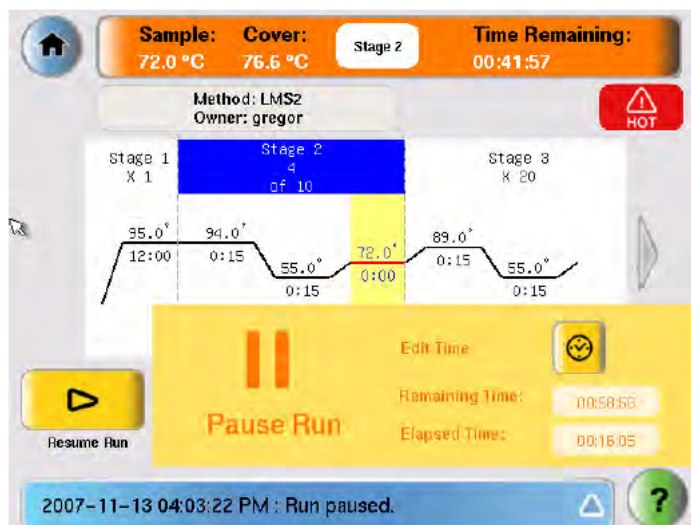 Sample: Cover: Stage 2 Time Remaining:
72.0 °C 76.6 °C 00:41:57
Method: LMS2
Owner: gregor
HOT
Stage 1 Stage 2 Stage 3
X 1 4 X 20
of 10
95.0° 94.0° 72.0° 89.0°
12:00 0:15 55.0° 0:00 0:15 55.0°
0:15 0:15
Edit Time
Pause Run
Remaining Time: 00:58:56
Elapsed Time: 00:16:05
Resume Run
2007-11-13 04:03:22 PM : Run paused.
?